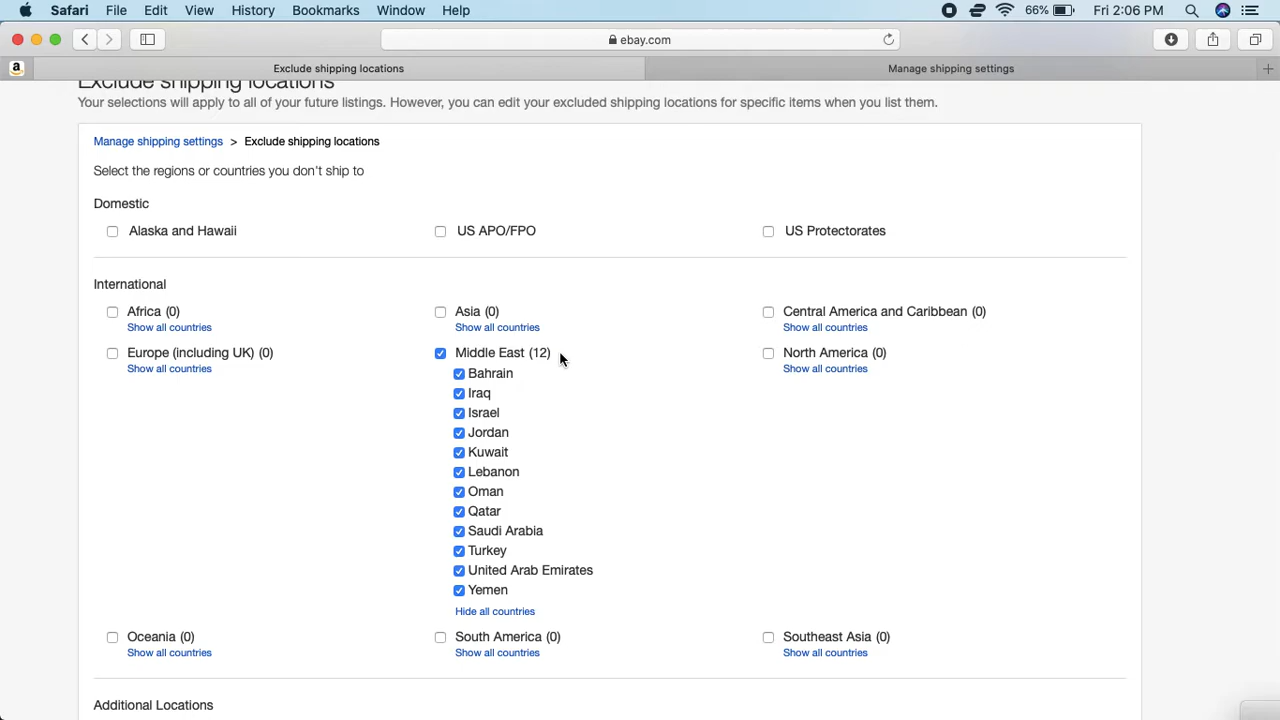 Safari File Edit View History Bookmarks Window Help 66% Fri 2:06 PM
ebay.com
a Exclude shipping locations Manage shipping settings
Exclude shipping locations
Your selections will apply to all of your future listings. However, you can edit your excluded shipping locations for specific items when you list them.
Manage shipping settings > Exclude shipping locations
Select the regions or countries you don't ship to
Domestic
Alaska and Hawaii US APO/FPO US Protectorates
International
Africa (0) Asia (0) Central America and Caribbean (0)
Show all countries Show all countries Show all countries
Europe (including UK) (0) Middle East (12) North America (0)
Show all countries Show all countries
Bahrain
Iraq
Israel
Jordan
Kuwait
Lebanon
Oman
Qatar
Saudi Arabia
Turkey
United Arab Emirates
Yemen
Hide all countries
Oceania (0) South America (0) Southeast Asia (0)
Show all countries Show all countries Show all countries
Additional Locations